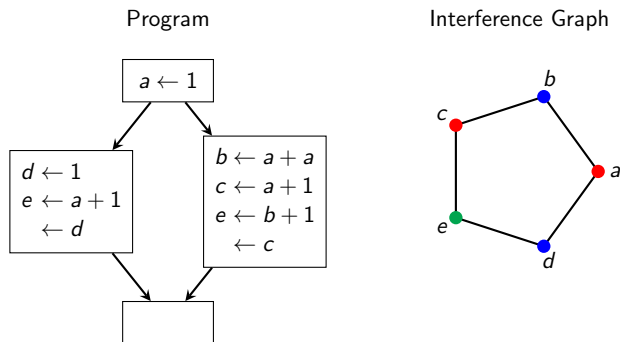 Program
a ← 1
d ← 1
e ← a + 1
← d
b ← a + a
c ← a + 1
e ← b + 1
← c
Interference Graph
b
c
a
e
d